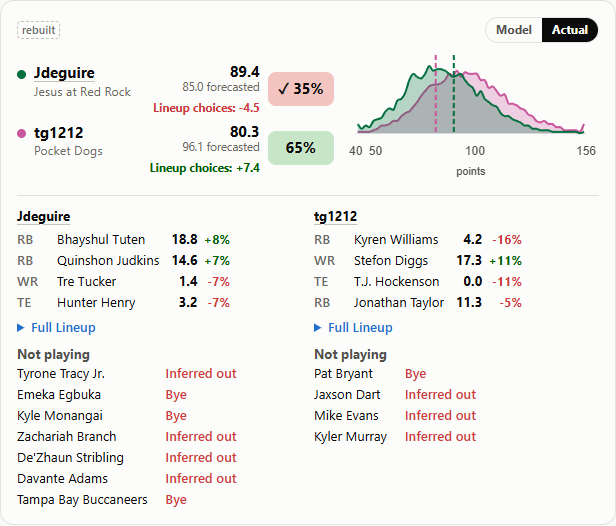 rebuilt
Model Actual
Jdeguire 89.4
Jesus at Red Rock 85.0 forecasted
Lineup choices: -4.5
✓ 35%
tg1212 80.3
Pocket Dogs 96.1 forecasted
Lineup choices: +7.4
65%
40 50 100 156
points
Jdeguire
RB Bhayshul Tuten 18.8 +8%
RB Quinshon Judkins 14.6 +7%
WR Tre Tucker 1.4 -7%
TE Hunter Henry 3.2 -7%
▶ Full Lineup
Not playing
Tyrone Tracy Jr. Inferred out
Emeka Egbuka Bye
Kyle Monangai Bye
Zachariah Branch Inferred out
De'Zhaun Stribling Inferred out
Davante Adams Inferred out
Tampa Bay Buccaneers Bye
tg1212
RB Kyren Williams 4.2 -16%
WR Stefon Diggs 17.3 +11%
TE T.J. Hockenson 0.0 -11%
RB Jonathan Taylor 11.3 -5%
▶ Full Lineup
Not playing
Pat Bryant Bye
Jaxson Dart Inferred out
Mike Evans Inferred out
Kyler Murray Inferred out